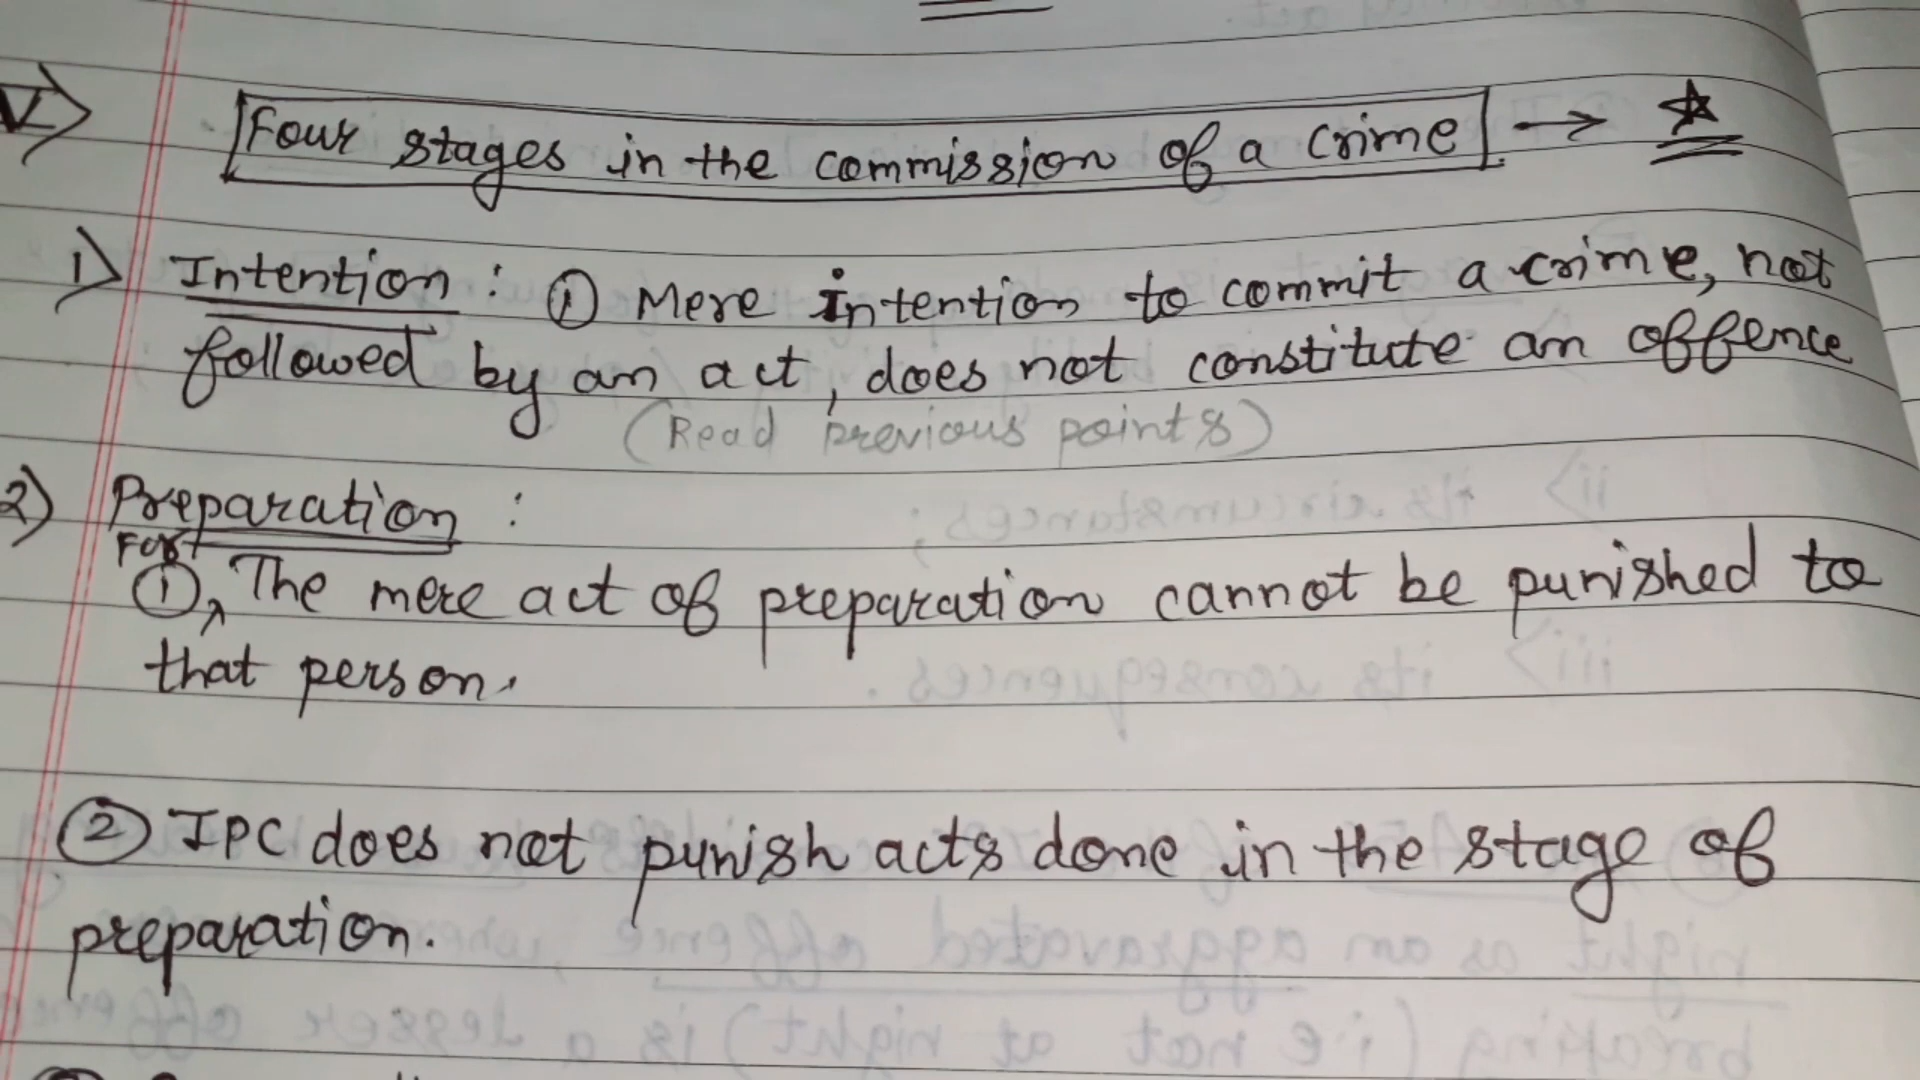 V> Four stages in the commission of a crime → ☆
1> Intention : ① Mere Intention to commit a crime, not
followed by an act, does not constitute an offence
(Read previous points)
2) Preparation :
For
① ^ The mere act of preparation cannot be punished to
that person.
② IPC does not punish acts done in the stage of
preparation.